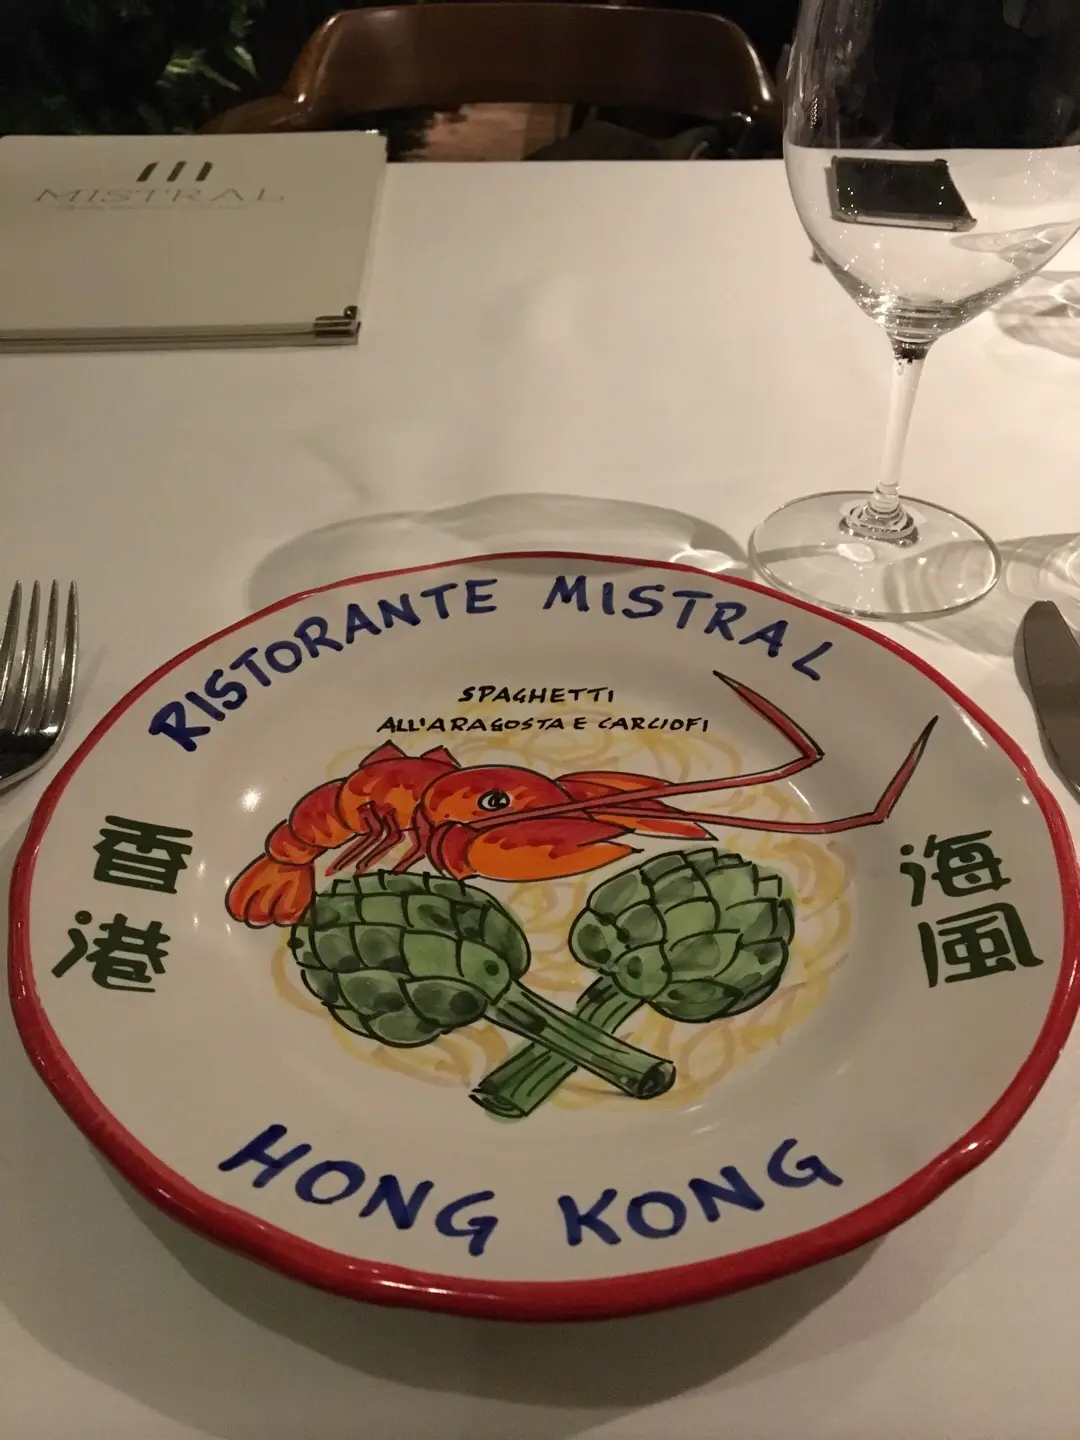 MISTRAL
RISTORANTE MISTRAL
SPAGHETTI
ALL'ARAGOSTA E CARCIOFI
香港
海風
HONG KONG